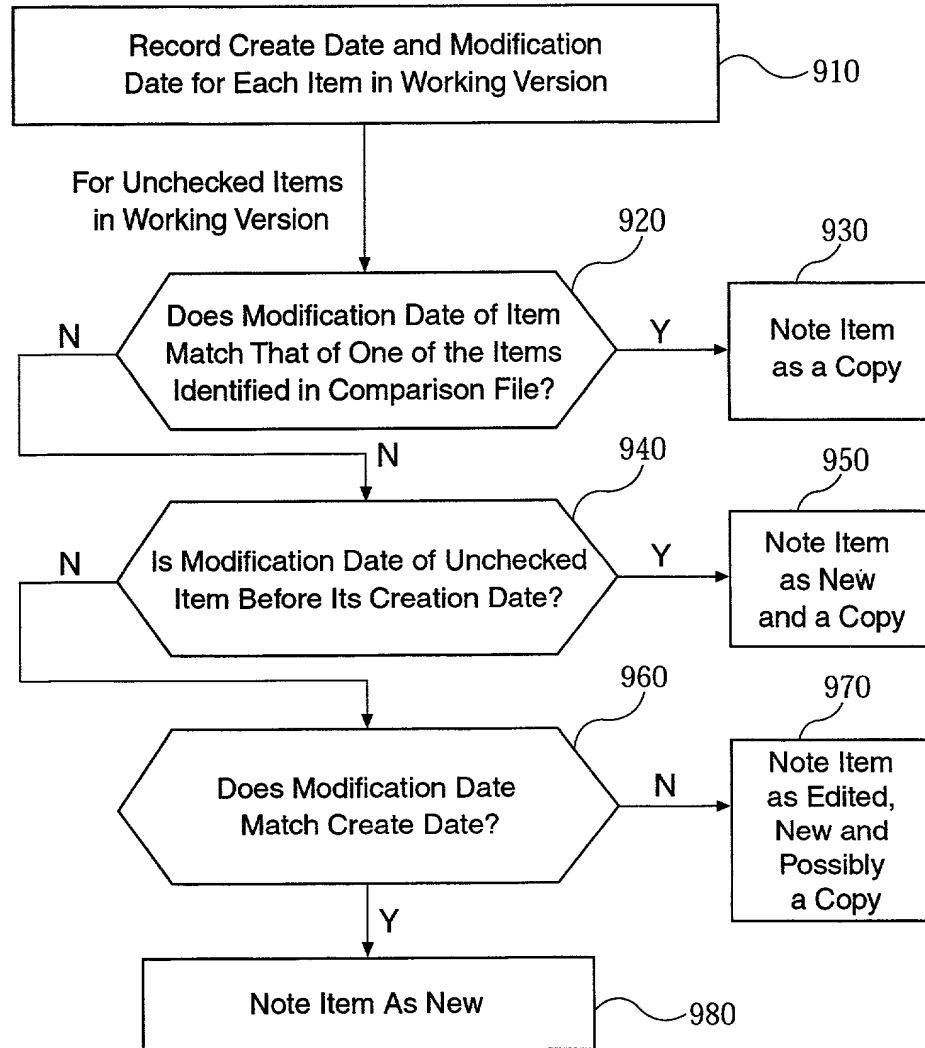 Record Create Date and Modification
Date for Each Item in Working Version
910
For Unchecked Items
in Working Version
920
930
N
Does Modification Date of Item
Match That of One of the Items
Identified in Comparison File?
Y
Note Item
as a Copy
N
940
950
N
Is Modification Date of Unchecked
Item Before Its Creation Date?
Y
Note Item
as New
and a Copy
960
970
Does Modification Date
Match Create Date?
N
Note Item
as Edited,
New and
Possibly
a Copy
Y
Note Item As New
980